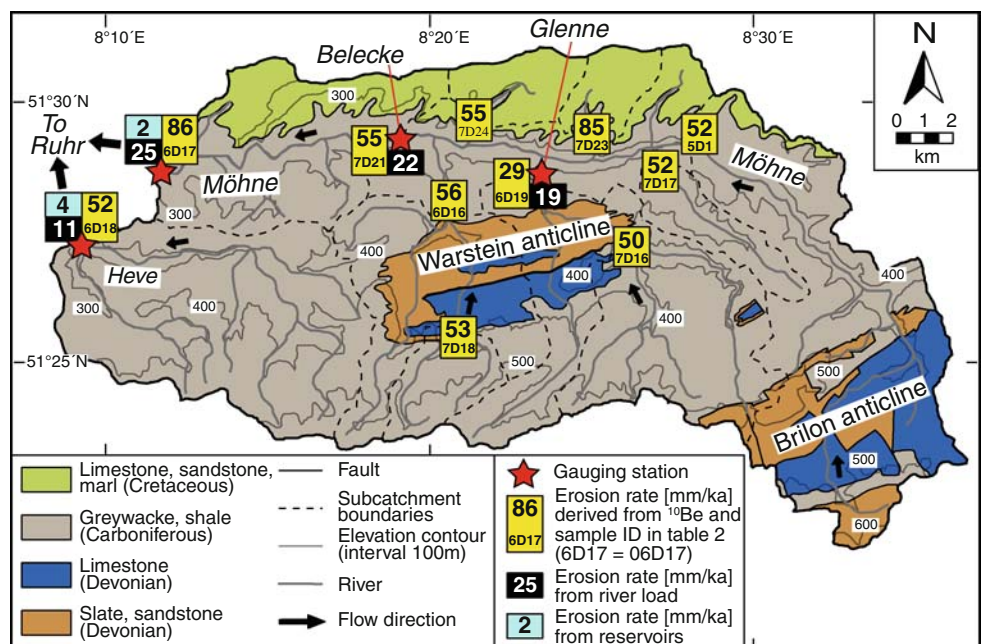 8°10´E
8°20´E
8°30´E
N
0 1 2
km
Belecke
Glenne
51°30´N
51°25´N
To
Ruhr
2
25
86
6D17
4
11
52
6D18
55
7D21
22
55
7D24
85
7D23
52
5D1
56
6D16
29
6D19
19
52
7D17
50
7D16
53
7D18
Möhne
Möhne
Heve
Warstein anticline
Brilon anticline
300
300
300
400
400
400
400
400
400
500
500
500
600
Limestone, sandstone,
marl (Cretaceous)
Greywacke, shale
(Carboniferous)
Limestone
(Devonian)
Slate, sandstone
(Devonian)
Fault
Subcatchment
boundaries
Elevation contour
(interval 100m)
River
Flow direction
Gauging station
86
6D17
Erosion rate [mm/ka]
derived from ¹⁰Be and
sample ID in table 2
(6D17 = 06D17)
25
Erosion rate [mm/ka]
from river load
2
Erosion rate [mm/ka]
from reservoirs